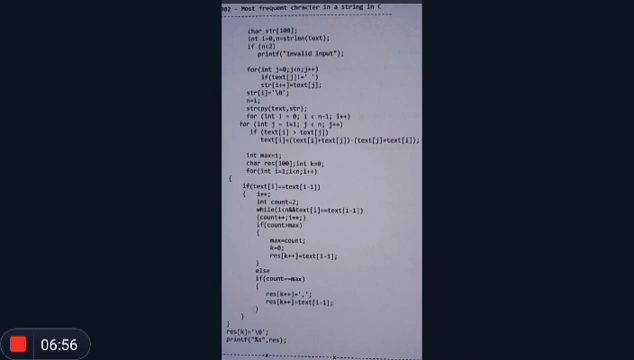 02 - Most frequent chracter in a string in C
--------------------------------------------
char str[100];
int i=0,n=strlen(text);
if (n<2)
printf("Invalid input");
for(int j=0;j<n;j++)
if(text[j]!=' ')
str[i++]=text[j];
str[i]='\0';
n=i;
strcpy(text,str);
for (int i = 0; i < n-1; i++)
for (int j = i+1; j < n; j++)
if (text[i] > text[j])
text[i]=(text[i]+text[j])-(text[j]=text[i]);
int max=1;
char res[100];int k=0;
for(int i=1;i<n;i++)
{
if(text[i]==text[i-1])
{ i++;
int count=2;
while(i<n&&text[i]==text[i-1])
{count++;i++;}
if(count>max)
{
max=count;
k=0;
res[k++]=text[i-1];
}
else
if(count==max)
{
res[k++]=',';
res[k++]=text[i-1];
}
}
}
res[k]='\0';
printf("%s",res);
06:56